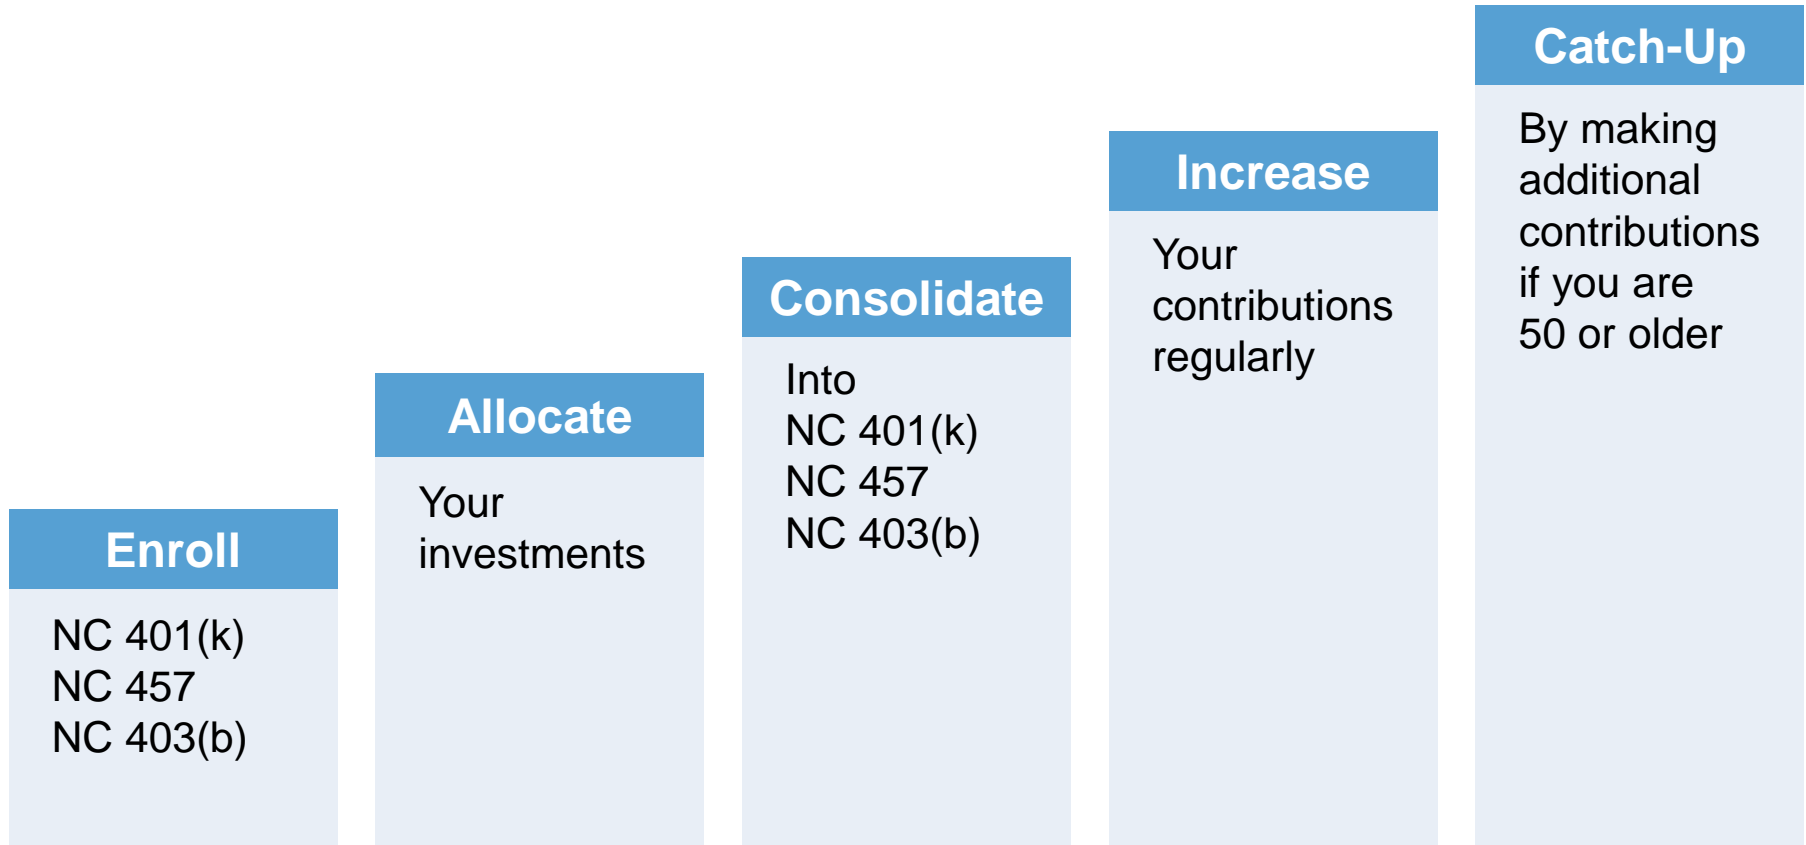 Enroll
NC 401(k)
NC 457
NC 403(b)
Allocate
Your
investments
Consolidate
Into
NC 401(k)
NC 457
NC 403(b)
Increase
Your
contributions
regularly
Catch-Up
By making
additional
contributions
if you are
50 or older